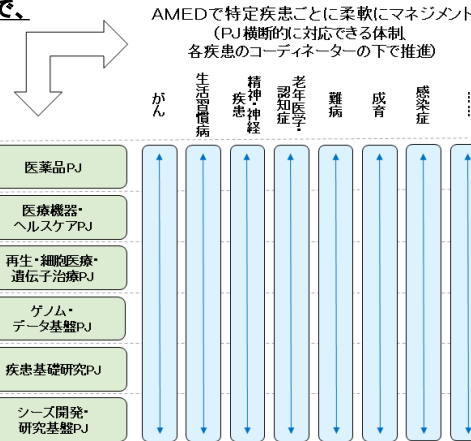 で、
AMEDで特定疾患ごとに柔軟にマネジメント
(PJ横断的に対応できる体制
各疾患のコーディネーターの下で推進)
がん
生活習慣病
精神・神経
疾患
老年医学・
認知症
難病
成育
感染症
……
医薬品PJ
医療機器・
ヘルスケアPJ
再生・細胞医療・
遺伝子治療PJ
ゲノム・
データ基盤PJ
疾患基礎研究PJ
シーズ開発・
研究基盤PJ